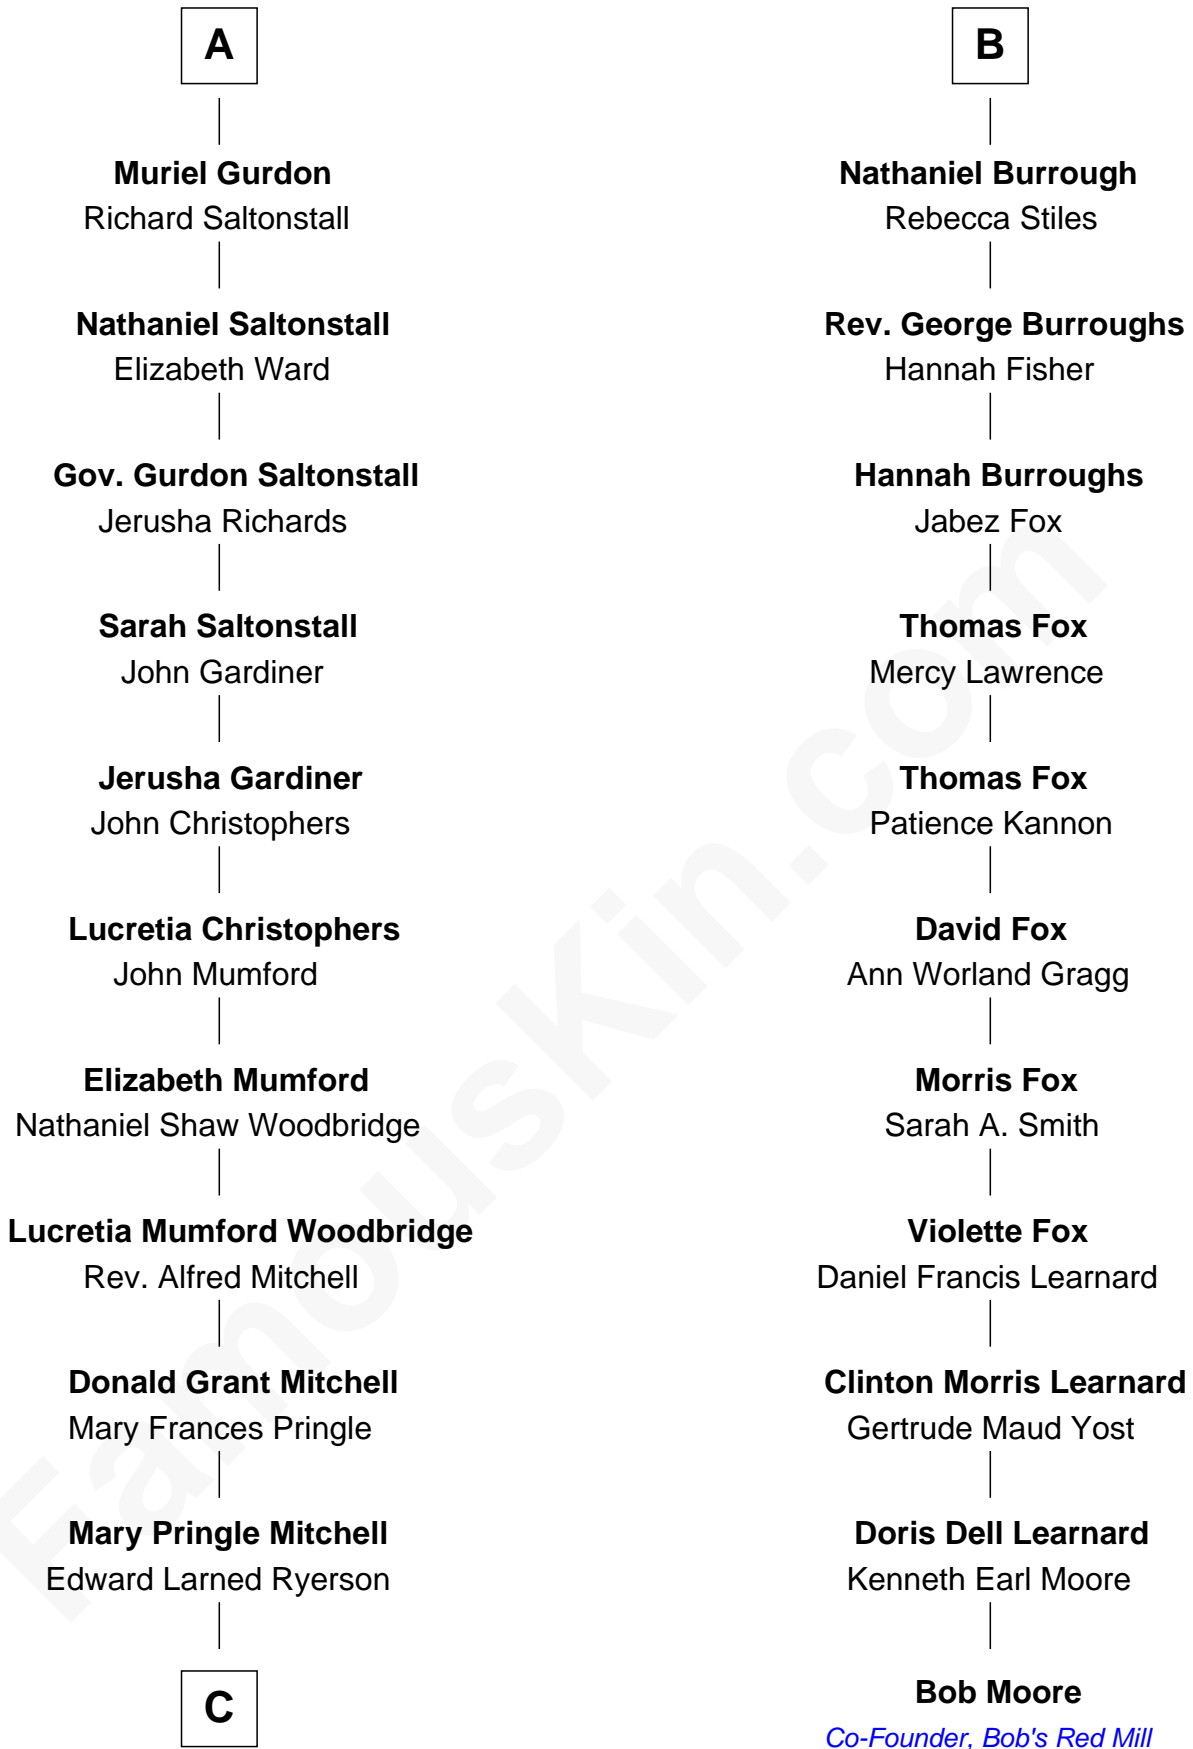 A
Muriel Gurdon
Richard Saltonstall
Nathaniel Saltonstall
Elizabeth Ward
Gov. Gurdon Saltonstall
Jerusha Richards
Sarah Saltonstall
John Gardiner
Jerusha Gardiner
John Christophers
Lucretia Christophers
John Mumford
Elizabeth Mumford
Nathaniel Shaw Woodbridge
Lucretia Mumford Woodbridge
Rev. Alfred Mitchell
Donald Grant Mitchell
Mary Frances Pringle
Mary Pringle Mitchell
Edward Larned Ryerson
C
B
Nathaniel Burrough
Rebecca Stiles
Rev. George Burroughs
Hannah Fisher
Hannah Burroughs
Jabez Fox
Thomas Fox
Mercy Lawrence
Thomas Fox
Patience Kannon
David Fox
Ann Worland Gragg
Morris Fox
Sarah A. Smith
Violette Fox
Daniel Francis Learnard
Clinton Morris Learnard
Gertrude Maud Yost
Doris Dell Learnard
Kenneth Earl Moore
Bob Moore
Co-Founder, Bob's Red Mill
FamousKin.com